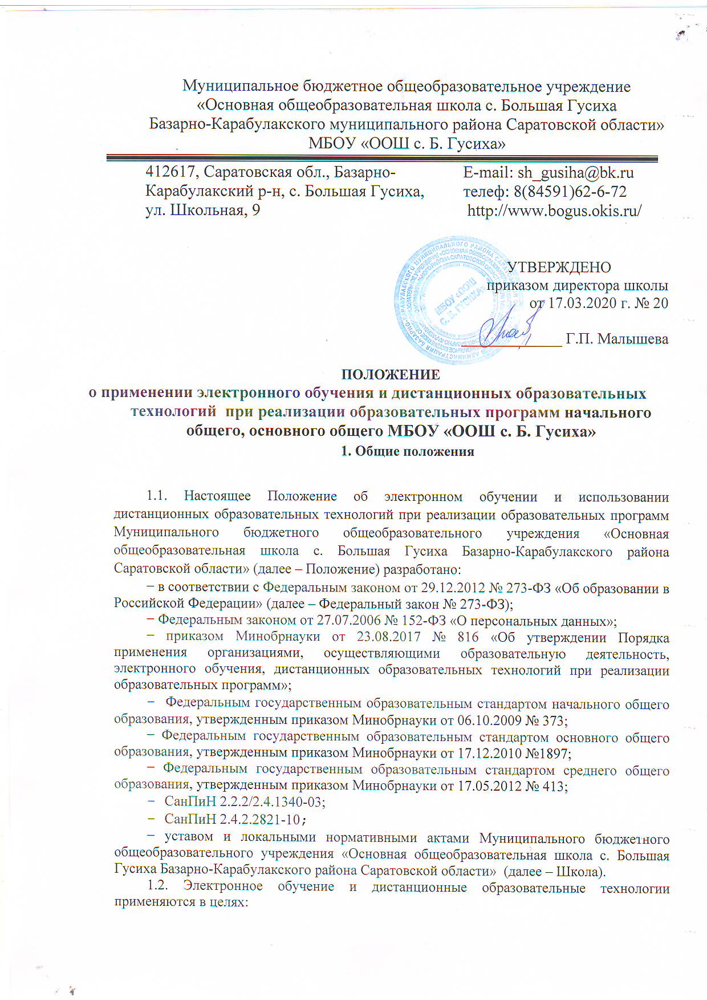 Муниципальное бюджетное общеобразовательное учреждение
«Основная общеобразовательная школа с. Большая Гусиха
Базарно-Карабулакского муниципального района Саратовской области»
МБОУ «ООШ с. Б. Гусиха»
412617, Саратовская обл., Базарно-
Карабулакский р-н, с. Большая Гусиха,
ул. Школьная, 9
E-mail: sh_gusiha@bk.ru
телеф: 8(84591)62-6-72
http://www.bogus.okis.ru/
МБОУ «ООШ
С. Б. ГУСИХА»
УТВЕРЖДЕНО
приказом директора школы
от 17.03.2020 г. № 20
Г.П. Малышева
ПОЛОЖЕНИЕ
о применении электронного обучения и дистанционных образовательных
технологий при реализации образовательных программ начального
общего, основного общего МБОУ «ООШ с. Б. Гусиха»
1. Общие положения
1.1. Настоящее Положение об электронном обучении и использовании
дистанционных образовательных технологий при реализации образовательных программ
Муниципального бюджетного общеобразовательного учреждения «Основная
общеобразовательная школа с. Большая Гусиха Базарно-Карабулакского района
Саратовской области» (далее – Положение) разработано:
− в соответствии с Федеральным законом от 29.12.2012 № 273-ФЗ «Об образовании в
Российской Федерации» (далее – Федеральный закон № 273-ФЗ);
− Федеральным законом от 27.07.2006 № 152-ФЗ «О персональных данных»;
− приказом Минобрнауки от 23.08.2017 № 816 «Об утверждении Порядка
применения организациями, осуществляющими образовательную деятельность,
электронного обучения, дистанционных образовательных технологий при реализации
образовательных программ»;
− Федеральным государственным образовательным стандартом начального общего
образования, утвержденным приказом Минобрнауки от 06.10.2009 № 373;
− Федеральным государственным образовательным стандартом основного общего
образования, утвержденным приказом Минобрнауки от 17.12.2010 №1897;
− Федеральным государственным образовательным стандартом среднего общего
образования, утвержденным приказом Минобрнауки от 17.05.2012 № 413;
− СанПиН 2.2.2/2.4.1340-03;
− СанПиН 2.4.2.2821-10;
− уставом и локальными нормативными актами Муниципального бюджетного
общеобразовательного учреждения «Основная общеобразовательная школа с. Большая
Гусиха Базарно-Карабулакского района Саратовской области» (далее – Школа).
1.2. Электронное обучение и дистанционные образовательные технологии
применяются в целях: